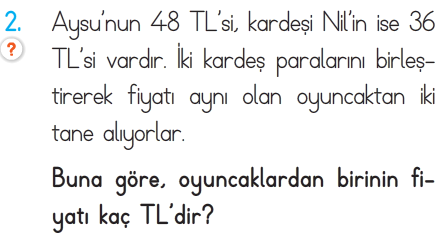 2. Aysu'nun 48 TL'si, kardeşi Nil'in ise 36
? TL'si vardır. İki kardeş paralarını birleş-
tirerek fiyatı aynı olan oyuncaktan iki
tane alıyorlar.
Buna göre, oyuncaklardan birinin fi-
yatı kaç TL'dir?